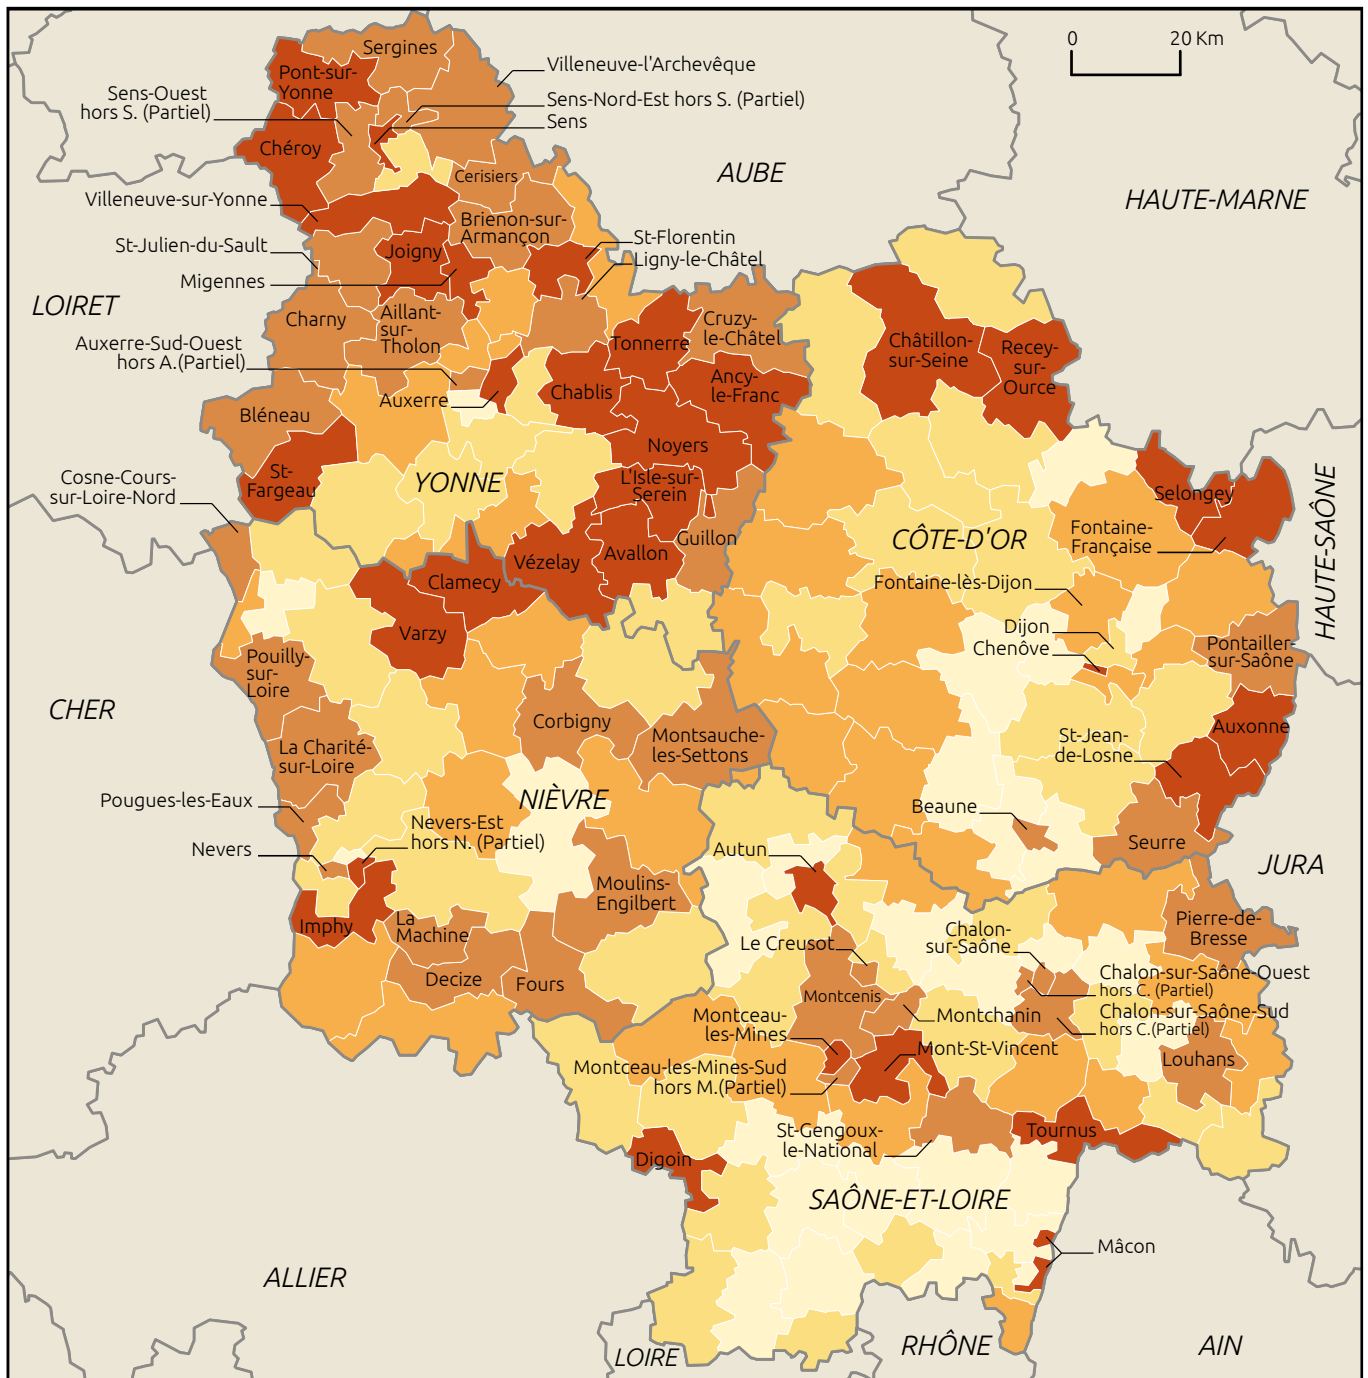 0
20 Km
Sergines
Villeneuve-l'Archevêque
Pont-sur-
Yonne
Sens-Ouest
hors S. (Partiel)
Sens-Nord-Est hors S. (Partiel)
Sens
Chéroy
AUBE
Cerisiers
HAUTE-MARNE
Villeneuve-sur-Yonne
Brienon-sur-
Armançon
St-Julien-du-Sault
Joigny
St-Florentin
Ligny-le-Châtel
Migennes
LOIRET
Charny
Aillant-
sur-
Tholon
Cruzy-
le-Châtel
Tonnerre
Châtillon-
sur-Seine
Recey-
sur-
Ource
Auxerre-Sud-Ouest
hors A.(Partiel)
Auxerre
Chablis
Ancy-
le-Franc
Bléneau
Noyers
St-
Fargeau
YONNE
L'Isle-sur-
Serein
Cosne-Cours-
sur-Loire-Nord
Selongey
HAUTE-SAÔNE
CÔTE-D'OR
Fontaine-
Française
Guillon
Avallon
Vézelay
Clamecy
Fontaine-lès-Dijon
Varzy
Dijon
Chenôve
Pontailler-
sur-Saône
Pouilly-
sur-
Loire
CHER
Corbigny
Montsauche-
les-Settons
La Charité-
sur-Loire
St-Jean-
de-Losne
Auxonne
Pougues-les-Eaux
NIÈVRE
Beaune
Nevers-Est
hors N. (Partiel)
Nevers
Autun
Seurre
JURA
Moulins-
Engilbert
Imphy
La
Machine
Le Creusot
Chalon-
sur-Saône
Pierre-de-
Bresse
Decize
Fours
Montcenis
Chalon-sur-Saône-Ouest
hors C. (Partiel)
Montceau-
les-Mines
Montchanin
Chalon-sur-Saône-Sud
hors C.(Partiel)
Mont-St-Vincent
Louhans
Montceau-les-Mines-Sud
hors M.(Partiel)
St-Gengoux-
le-National
Tournus
Digoin
SAÔNE-ET-LOIRE
Mâcon
ALLIER
LOIRE
RHÔNE
AIN